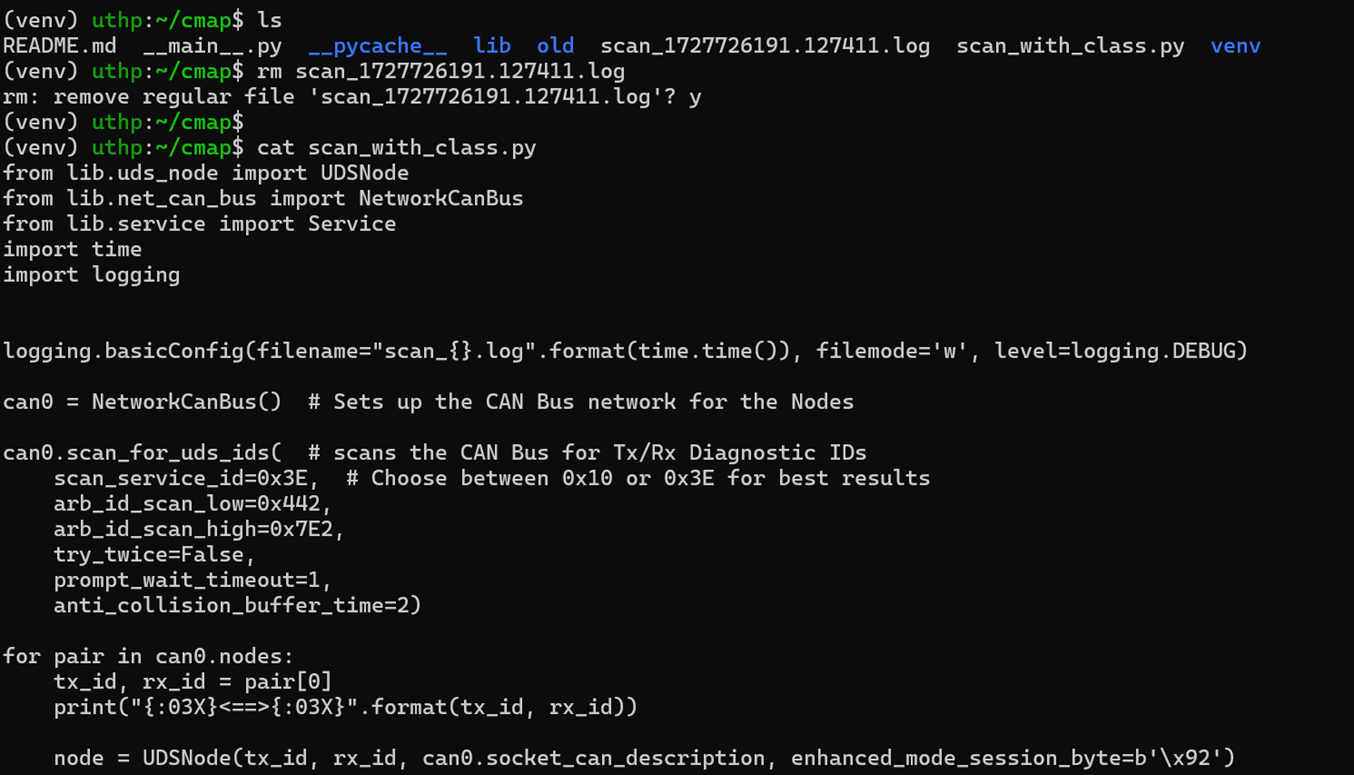 (venv) uthp:~/cmap$ ls
README.md  __main__.py  __pycache__  lib  old  scan_1727726191.127411.log  scan_with_class.py  venv
(venv) uthp:~/cmap$ rm scan_1727726191.127411.log
rm: remove regular file 'scan_1727726191.127411.log'? y
(venv) uthp:~/cmap$
(venv) uthp:~/cmap$ cat scan_with_class.py
from lib.uds_node import UDSNode
from lib.net_can_bus import NetworkCanBus
from lib.service import Service
import time
import logging
logging.basicConfig(filename="scan_{}.log".format(time.time()), filemode='w', level=logging.DEBUG)
can0 = NetworkCanBus()  # Sets up the CAN Bus network for the Nodes
can0.scan_for_uds_ids(  # scans the CAN Bus for Tx/Rx Diagnostic IDs
    scan_service_id=0x3E,  # Choose between 0x10 or 0x3E for best results
    arb_id_scan_low=0x442,
    arb_id_scan_high=0x7E2,
    try_twice=False,
    prompt_wait_timeout=1,
    anti_collision_buffer_time=2)
for pair in can0.nodes:
    tx_id, rx_id = pair[0]
    print("{:03X}<==>{:03X}".format(tx_id, rx_id))
    node = UDSNode(tx_id, rx_id, can0.socket_can_description, enhanced_mode_session_byte=b'\x92')